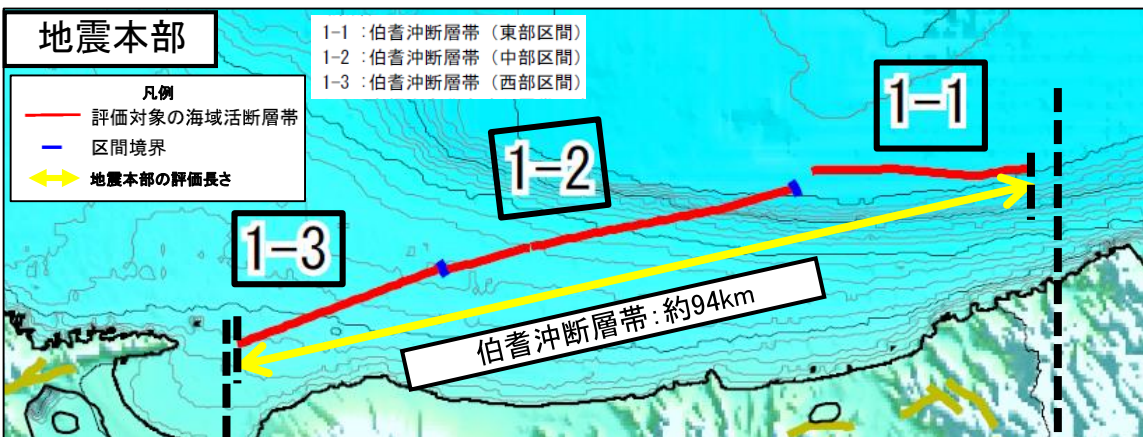 地震本部
1-1 :伯耆沖断層帯（東部区間）
1-2 :伯耆沖断層帯（中部区間）
1-3 :伯耆沖断層帯（西部区間）
凡例
評価対象の海域活断層帯
区間境界
地震本部の評価長さ
1-1
1-2
1-3
伯耆沖断層帯：約94km